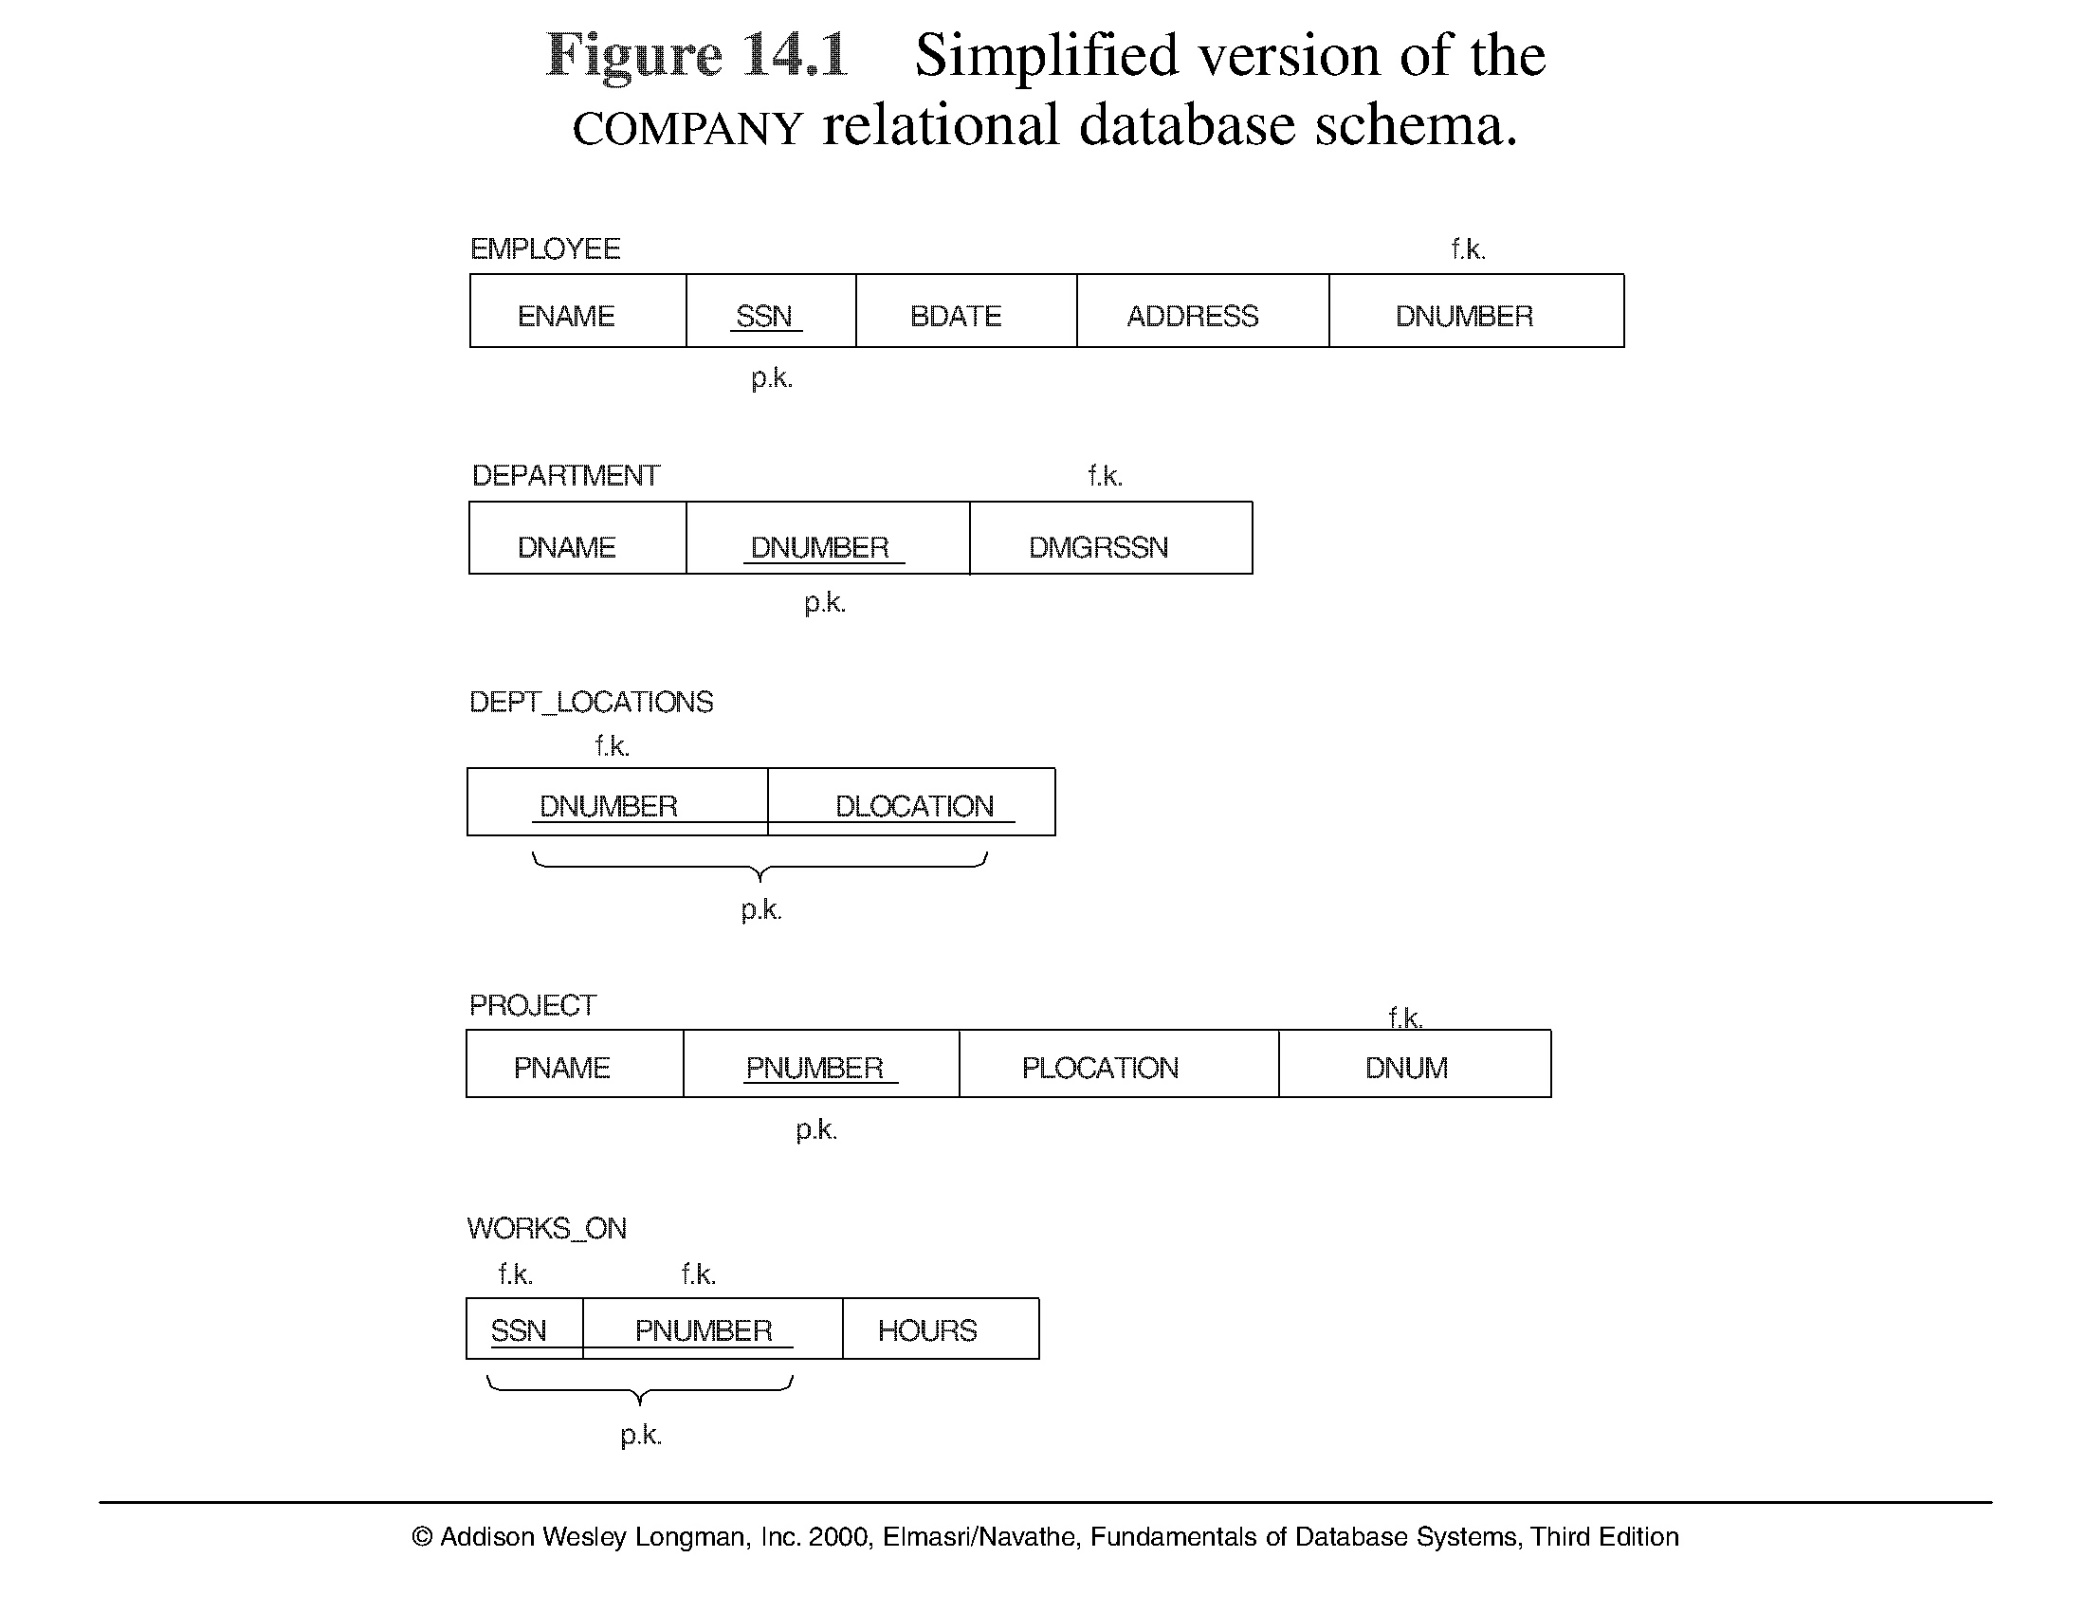 Figure 14.1 Simplified version of the
COMPANY relational database schema.
EMPLOYEE f.k.
ENAME SSN BDATE ADDRESS DNUMBER
p.k.
DEPARTMENT f.k.
DNAME DNUMBER DMGRSSN
p.k.
DEPT_LOCATIONS
f.k.
DNUMBER DLOCATION
p.k.
PROJECT f.k.
PNAME PNUMBER PLOCATION DNUM
p.k.
WORKS_ON
f.k. f.k.
SSN PNUMBER HOURS
p.k.
© Addison Wesley Longman, Inc. 2000, Elmasri/Navathe, Fundamentals of Database Systems, Third Edition